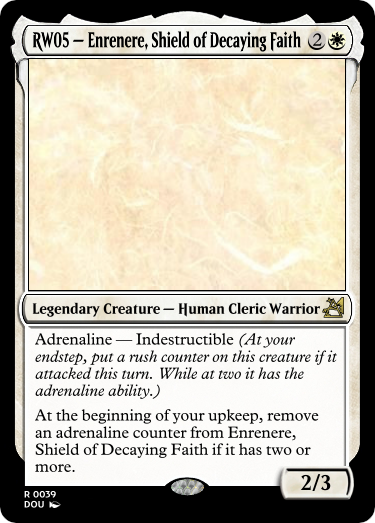 RW05 – Enrenere, Shield of Decaying Faith 2
Legendary Creature — Human Cleric Warrior
Adrenaline — Indestructible (At your
endstep, put a rush counter on this creature if it
attacked this turn. While at two it has the
adrenaline ability.)
At the beginning of your upkeep, remove
an adrenaline counter from Enrenere,
Shield of Decaying Faith if it has two or
more.
2/3
R 0039
DOU